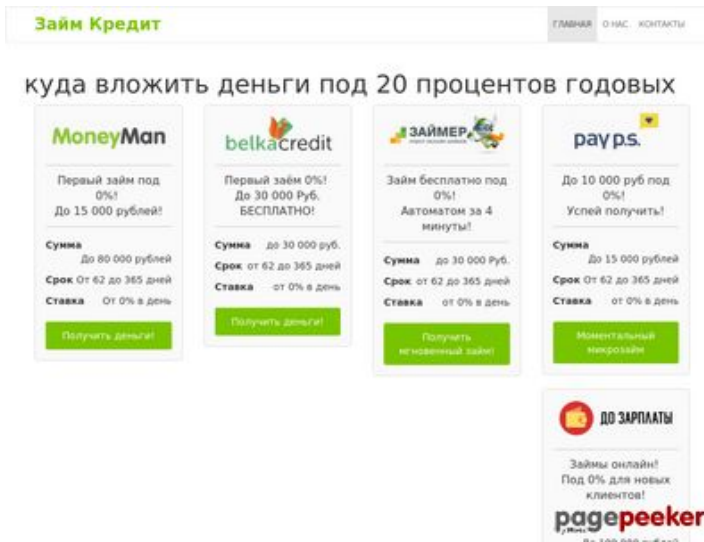 Займ Кредит
ГЛАВНАЯ О НАС КОНТАКТЫ
куда вложить деньги под 20 процентов годовых
MoneyMan
Первый займ под
0%!
До 15 000 рублей!
Сумма
До 80 000 рублей
Срок От 62 до 365 дней
Ставка От 0% в день
Получить деньги!
belkacredit
Первый заём 0%!
До 30 000 Руб.
БЕСПЛАТНО!
Сумма до 30 000 руб.
Срок от 62 до 365 дней
Ставка от 0% в день
Получить деньги!
ЗАЙМЕР
Займ бесплатно под
0%!
Автоматом за 4
минуты!
Сумма до 30 000 Руб.
Срок от 62 до 365 дней
Ставка от 0% в день
Получить
мгновенный займ!
pay p.s.
До 10 000 руб под
0%!
Успей получить!
Сумма
До 15 000 рублей
Срок От 62 до 365 дней
Ставка От 0% в день
Моментальный
микрозайм
ДО ЗАРПЛАТЫ
Займы онлайн!
Под 0% для новых
клиентов!
pagepeeker
До 100 000 рублей